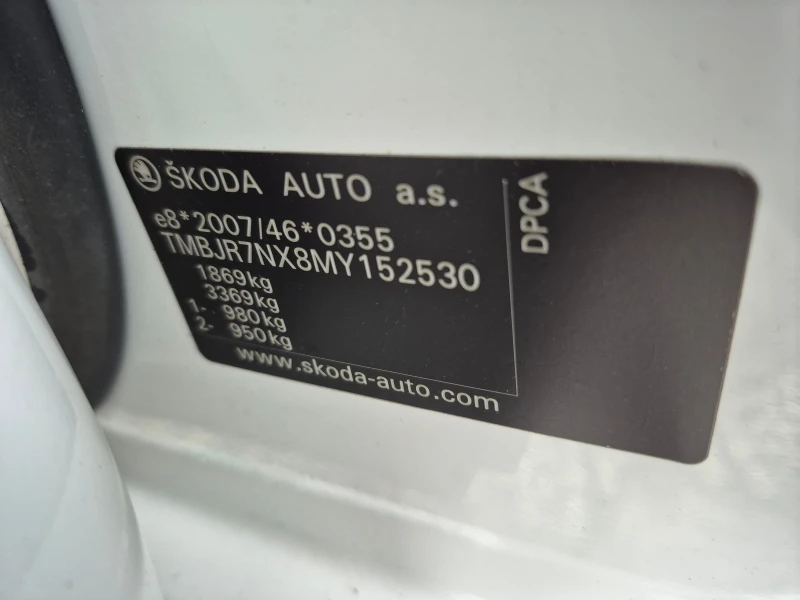 ŠKODA AUTO a.s.
e8*2007/46*0355
TMBJR7NX8MY152530
1869kg
3369kg
1- 980kg
2- 950kg
www.skoda-auto.com
DPCA